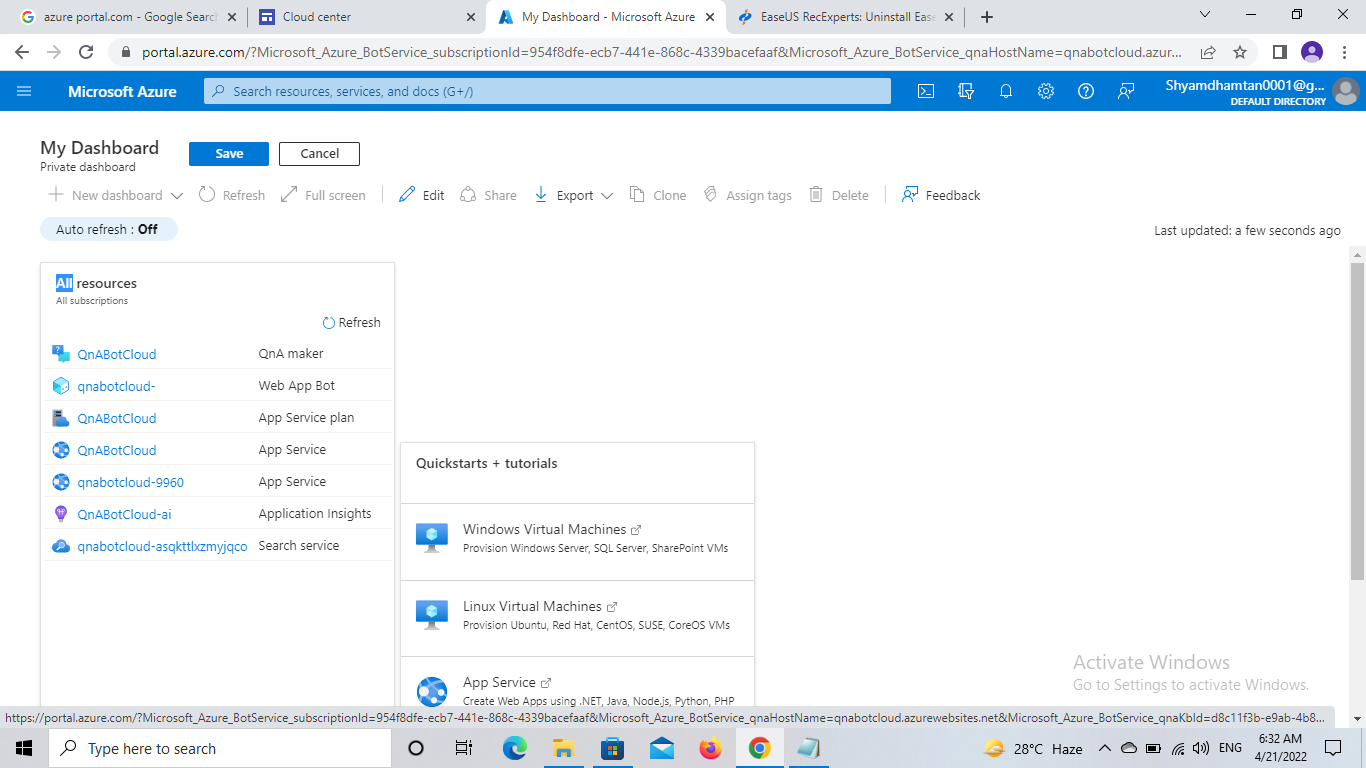 azure portal.com - Google Searc
Cloud center
My Dashboard - Microsoft Azure
EaseUS RecExperts: Uninstall Ease
portal.azure.com/?Microsoft_Azure_BotService_subscriptionId=954f8dfe-ecb7-441e-868c-4339bacefaaf&Microsoft_Azure_BotService_qnaHostName=qnabotcloud.azur...
Microsoft Azure
Search resources, services, and docs (G+/)
Shyamdhamtan0001@g...
DEFAULT DIRECTORY
My Dashboard
Private dashboard
Save
Cancel
New dashboard
Refresh
Full screen
Edit
Share
Export
Clone
Assign tags
Delete
Feedback
Auto refresh : Off
Last updated: a few seconds ago
All resources
All subscriptions
Refresh
QnABotCloud QnA maker
qnabotcloud- Web App Bot
QnABotCloud App Service plan
QnABotCloud App Service
qnabotcloud-9960 App Service
QnABotCloud-ai Application Insights
qnabotcloud-asqkttlxzmyjqco Search service
Quickstarts + tutorials
Windows Virtual Machines
Provision Windows Server, SQL Server, SharePoint VMs
Linux Virtual Machines
Provision Ubuntu, Red Hat, CentOS, SUSE, CoreOS VMs
App Service
Create Web Apps using .NET, Java, Node.js, Python, PHP
Activate Windows
Go to Settings to activate Windows.
https://portal.azure.com/?Microsoft_Azure_BotService_subscriptionId=954f8dfe-ecb7-441e-868c-4339bacefaaf&Microsoft_Azure_BotService_qnaHostName=qnabotcloud.azurewebsites.net&Microsoft_Azure_BotService_qnaKbId=d8c11f3b-e9ab-4b8...
Type here to search
28°C Haze
ENG
6:32 AM
4/21/2022